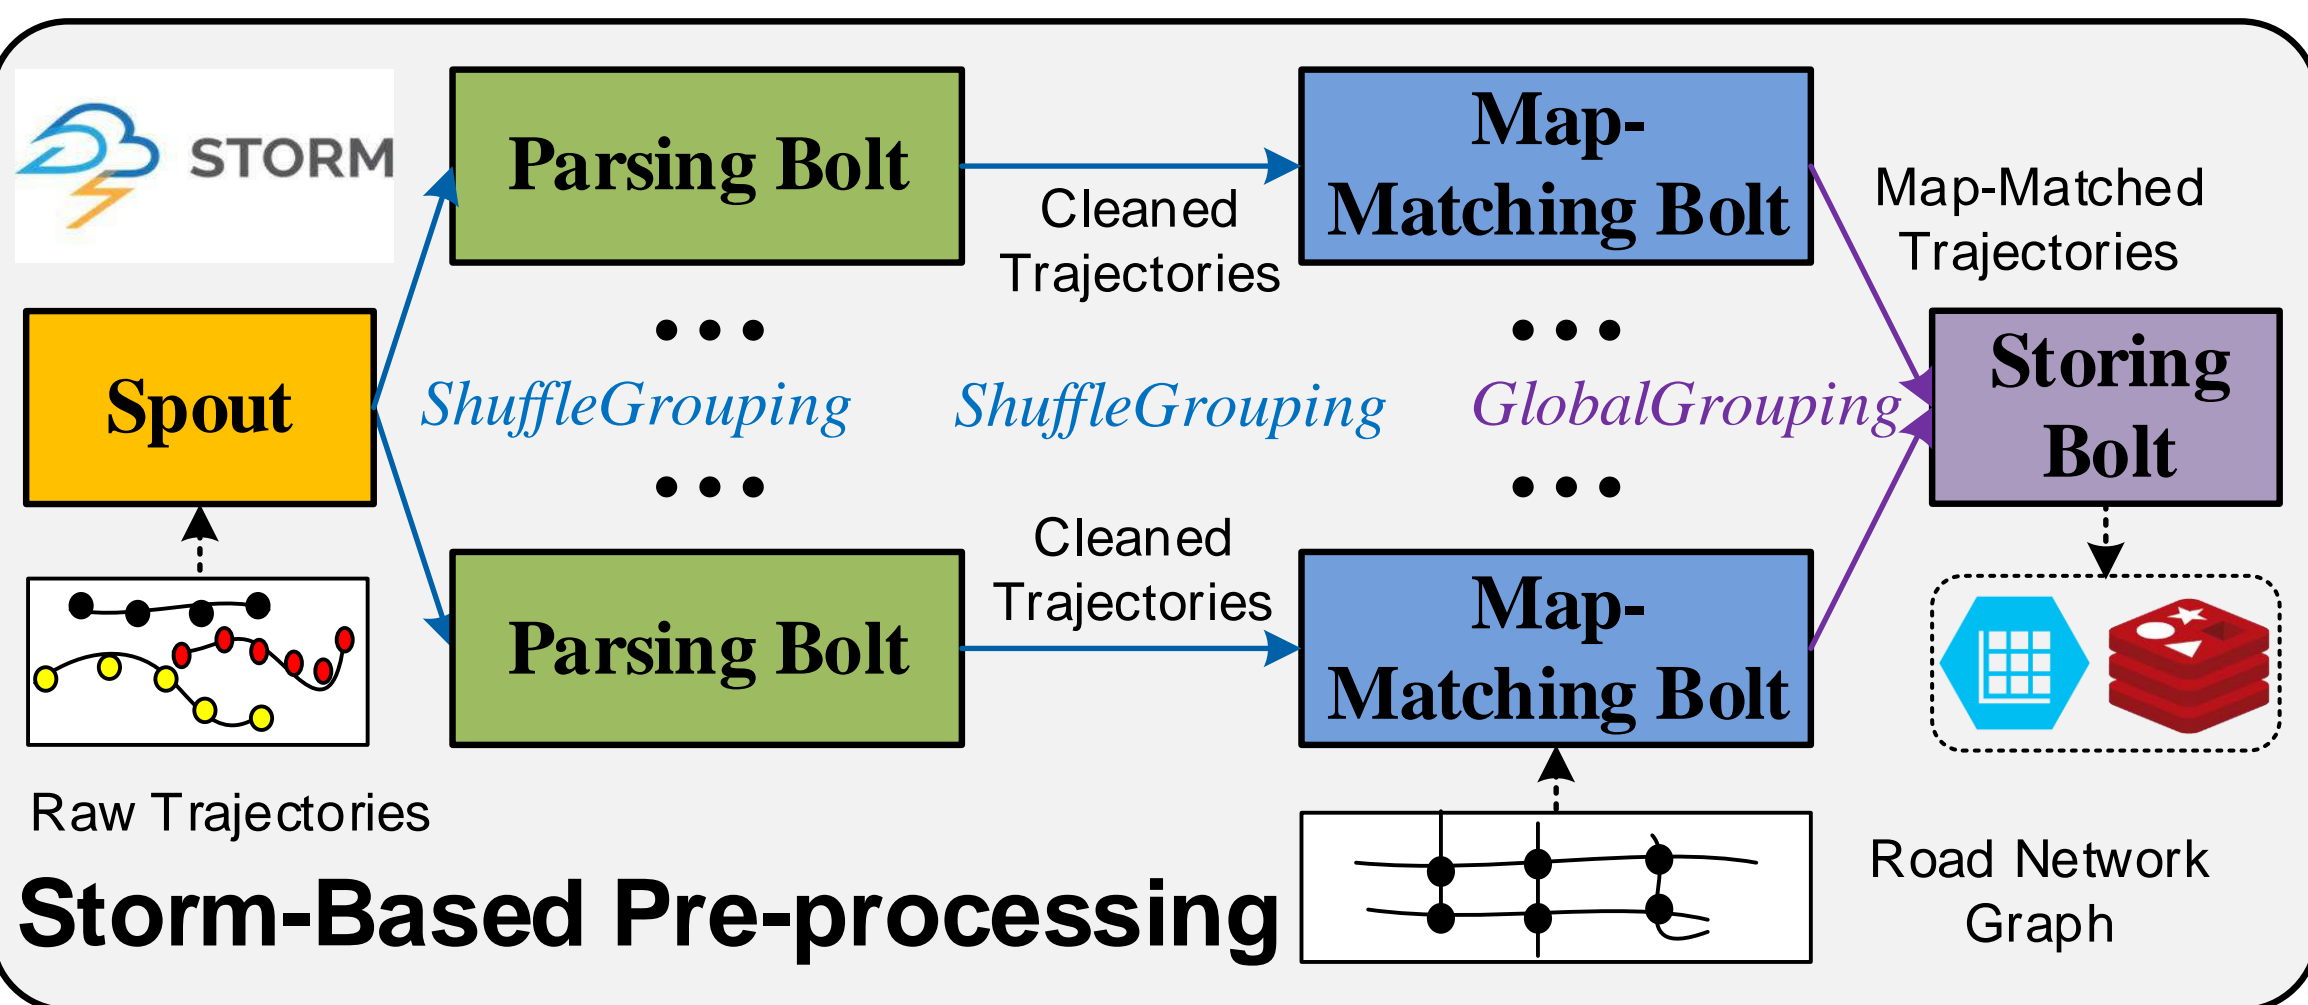 STORM
Parsing Bolt
Map-
Matching Bolt
Cleaned
Trajectories
Map-Matched
Trajectories
Spout
ShuffleGrouping
ShuffleGrouping
GlobalGrouping
Storing
Bolt
Parsing Bolt
Cleaned
Trajectories
Map-
Matching Bolt
Raw Trajectories
Road Network
Graph
Storm-Based Pre-processing